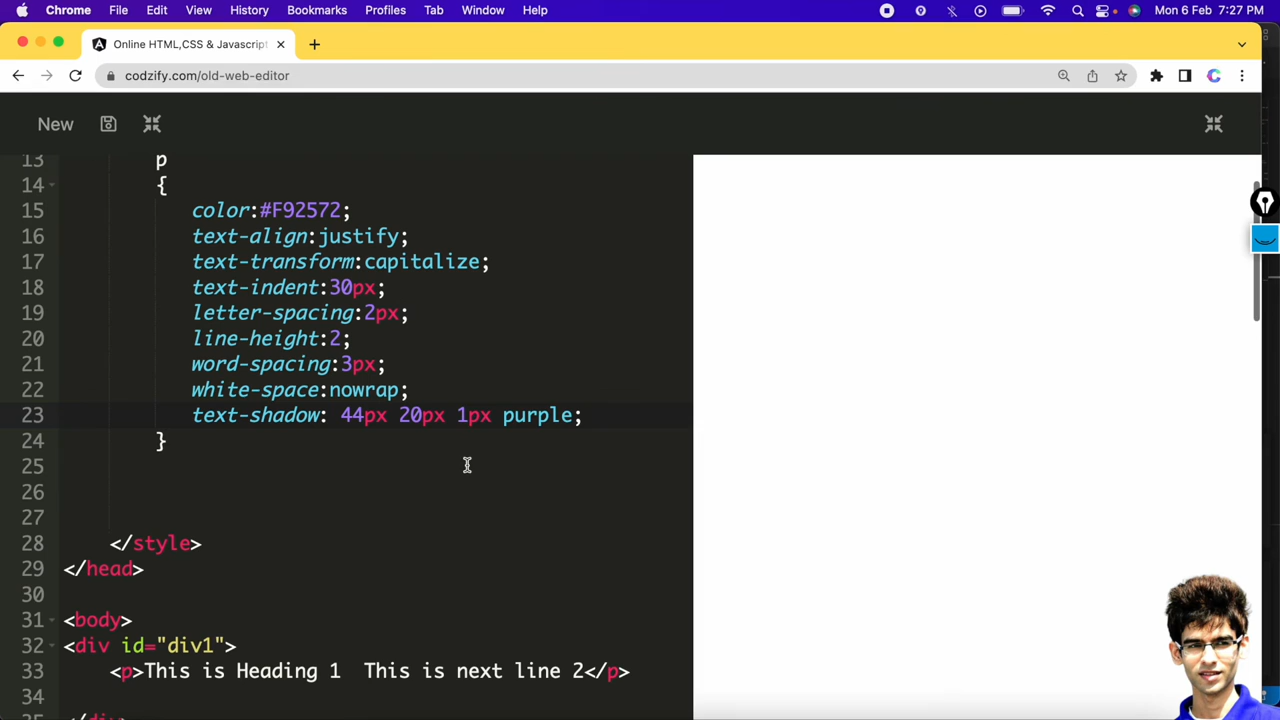 Chrome File Edit View History Bookmarks Profiles Tab Window Help Mon 6 Feb 7:27 PM
Online HTML,CSS & Javascript
codzify.com/old-web-editor
New
13 p
14 {
15 color:#F92572;
16 text-align:justify;
17 text-transform:capitalize;
18 text-indent:30px;
19 letter-spacing:2px;
20 line-height:2;
21 word-spacing:3px;
22 white-space:nowrap;
23 text-shadow: 44px 20px 1px purple;
24 }
25
26
27
28 </style>
29 </head>
30
31 <body>
32 <div id="div1">
33 <p>This is Heading 1  This is next line 2</p>
34
35 </div>